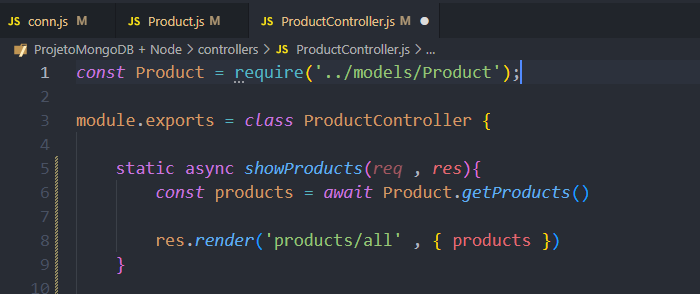 JS conn.js M JS Product.js M JS ProductController.js M
ProjetoMongoDB + Node > controllers > JS ProductController.js > ...
1 const Product = require('../models/Product');
2
3 module.exports = class ProductController {
4
5 static async showProducts(req , res){
6 const products = await Product.getProducts()
7
8 res.render('products/all' , { products })
9 }
10